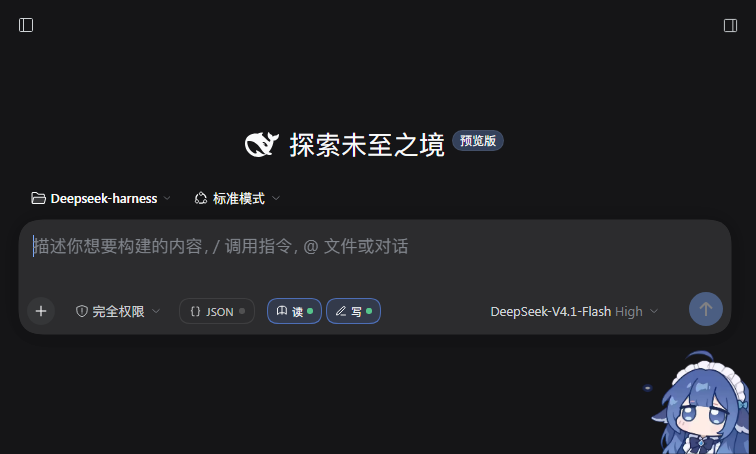 探索未至之境 预览版
Deepseek-harness 标准模式
描述你想要构建的内容, / 调用指令, @ 文件或对话
完全权限 {} JSON 读 写 DeepSeek-V4.1-Flash High